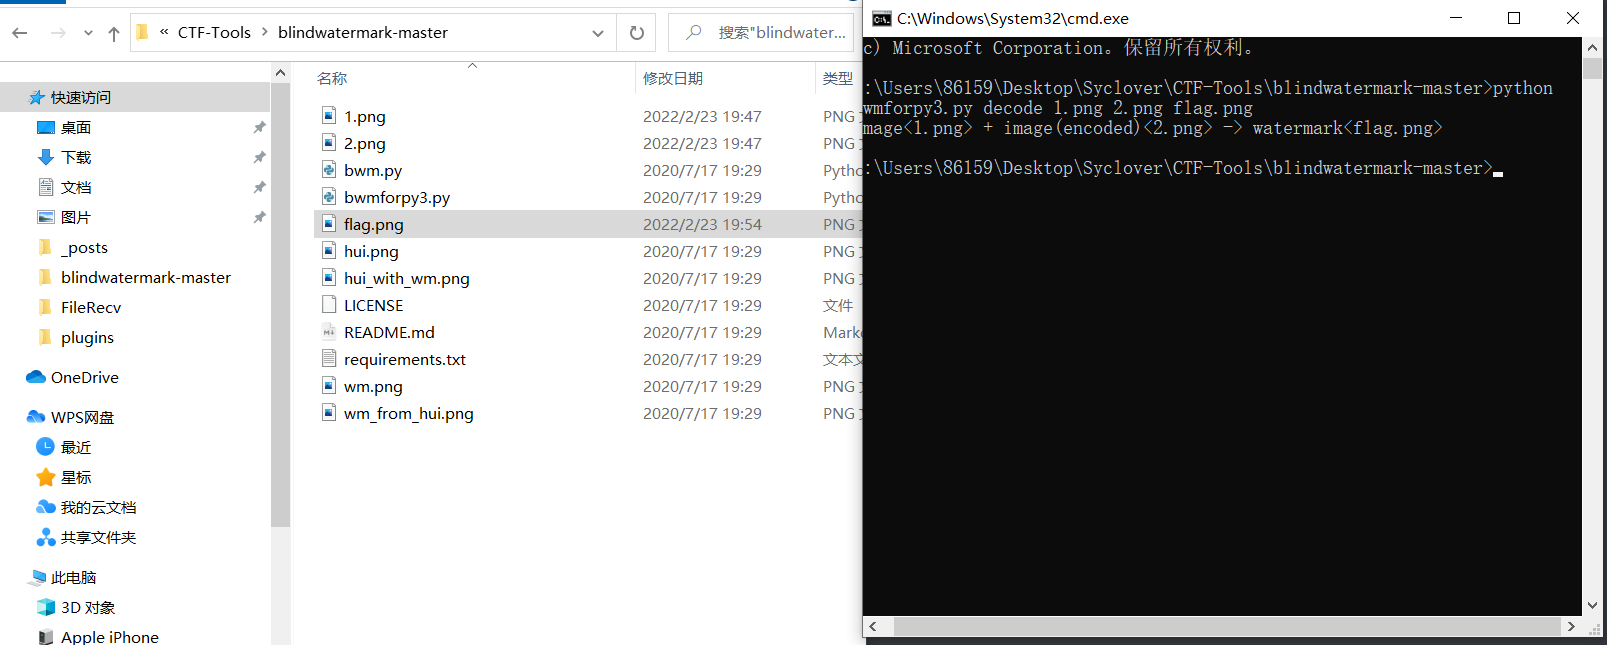 « CTF-Tools > blindwatermark-master
搜索"blindwater...
快速访问
桌面
下载
文档
图片
_posts
blindwatermark-master
FileRecv
plugins
OneDrive
WPS网盘
最近
星标
我的云文档
共享文件夹
此电脑
3D 对象
Apple iPhone
名称 修改日期 类型
1.png 2022/2/23 19:47 PNG
2.png 2022/2/23 19:47 PNG
bwm.py 2020/7/17 19:29 Pytho
bwmforpy3.py 2020/7/17 19:29 Pytho
flag.png 2022/2/23 19:54 PNG
hui.png 2020/7/17 19:29 PNG
hui_with_wm.png 2020/7/17 19:29 PNG
LICENSE 2020/7/17 19:29 文件
README.md 2020/7/17 19:29 Mark
requirements.txt 2020/7/17 19:29 文本文
wm.png 2020/7/17 19:29 PNG
wm_from_hui.png 2020/7/17 19:29 PNG
C:\Windows\System32\cmd.exe
c) Microsoft Corporation。保留所有权利。
:\Users\86159\Desktop\Syclover\CTF-Tools\blindwatermark-master>python
wmforpy3.py decode 1.png 2.png flag.png
mage<1.png> + image(encoded)<2.png> -> watermark<flag.png>
:\Users\86159\Desktop\Syclover\CTF-Tools\blindwatermark-master>